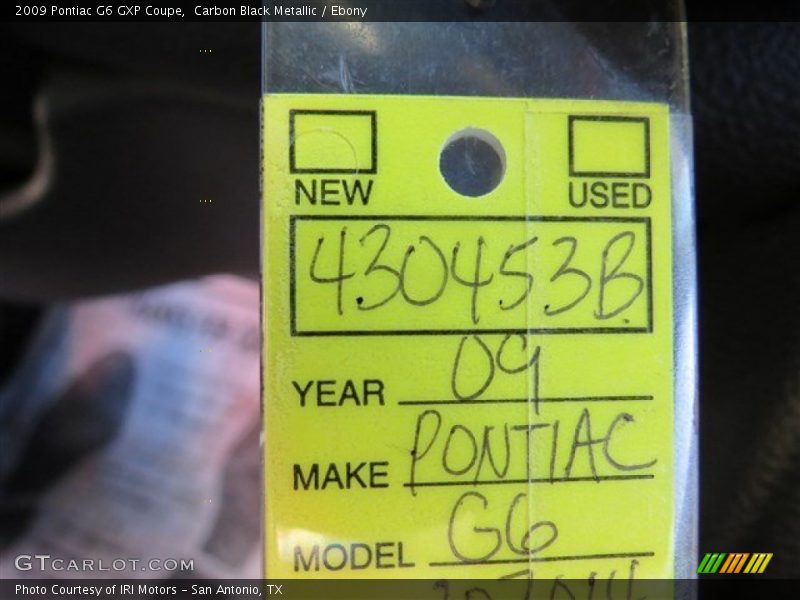 2009 Pontiac G6 GXP Coupe,  Carbon Black Metallic / Ebony
NEW USED
430453B
YEAR 09
MAKE PONTIAC
MODEL G6
GTCARLOT.COM
Photo Courtesy of IRI Motors – San Antonio, TX